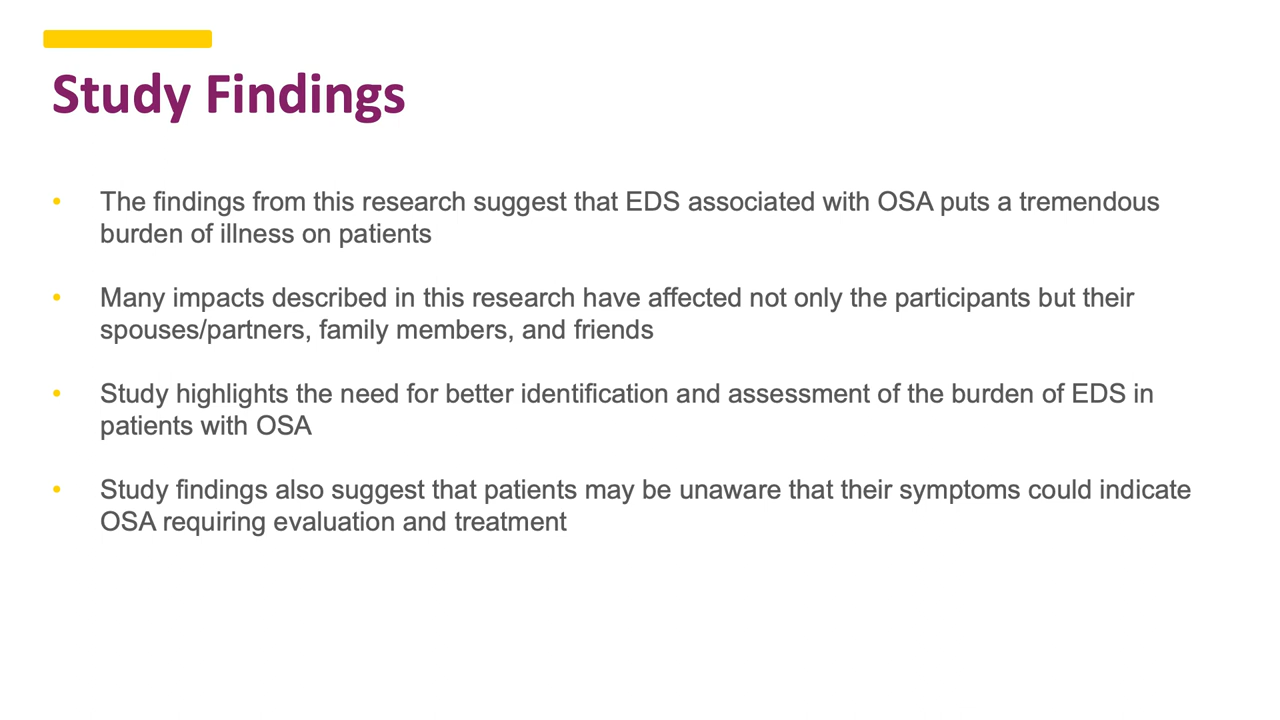 Study Findings
• The findings from this research suggest that EDS associated with OSA puts a tremendous
burden of illness on patients
• Many impacts described in this research have affected not only the participants but their
spouses/partners, family members, and friends
• Study highlights the need for better identification and assessment of the burden of EDS in
patients with OSA
• Study findings also suggest that patients may be unaware that their symptoms could indicate
OSA requiring evaluation and treatment